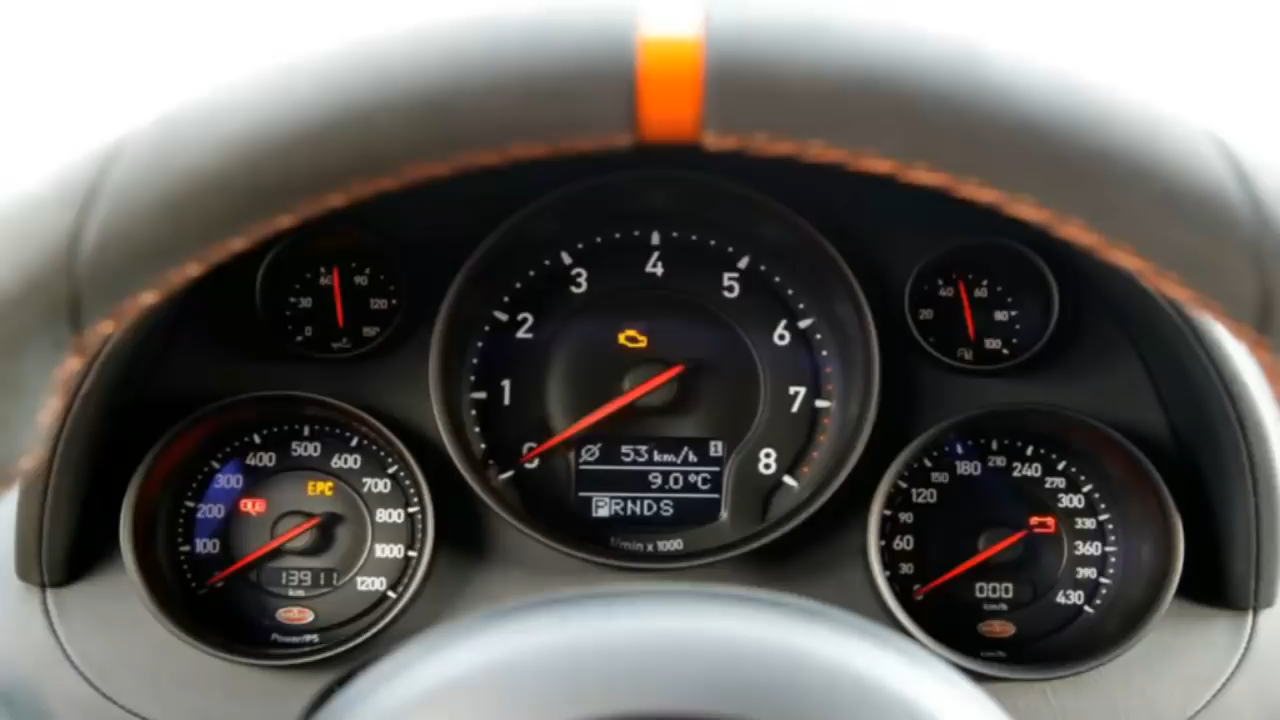 4
3 5
2 6
1 7
0 8
Ø 53 km/h 1
9.0 °C
PRNDS
l/min x 1000
60 90
30 120
0 150
40 60
20 80
100
500
400 600
300 700
EPC
200 800
100 1000
13911 1200
km
Power/PS
180 210 240
150 270
120 300
90 330
60 360
30 390
000 430
km/h